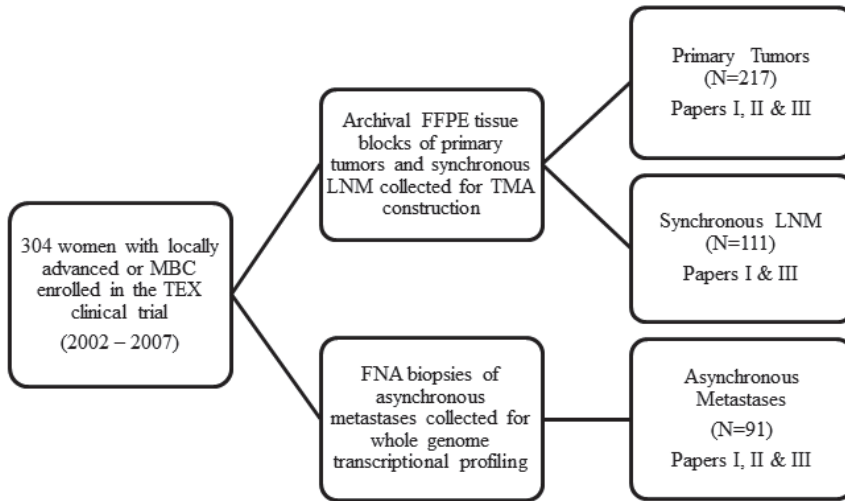 304 women with locally
advanced or MBC
enrolled in the TEX
clinical trial
(2002 – 2007)
Archival FFPE tissue
blocks of primary
tumors and synchronous
LNM collected for TMA
construction
FNA biopsies of
asynchronous
metastases collected for
whole genome
transcriptional profiling
Primary Tumors
(N=217)
Papers I, II & III
Synchronous LNM
(N=111)
Papers I & III
Asynchronous
Metastases
(N=91)
Papers I, II & III